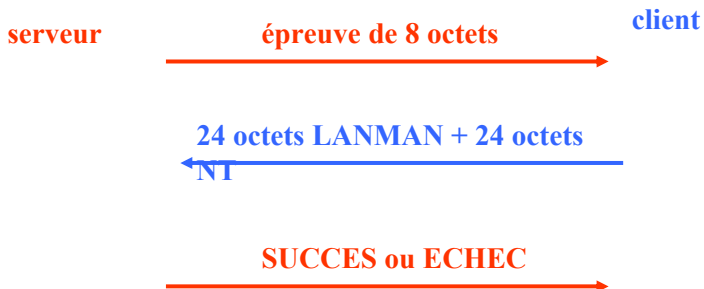 serveur
épreuve de 8 octets
client
24 octets LANMAN + 24 octets
NT
SUCCES ou ECHEC